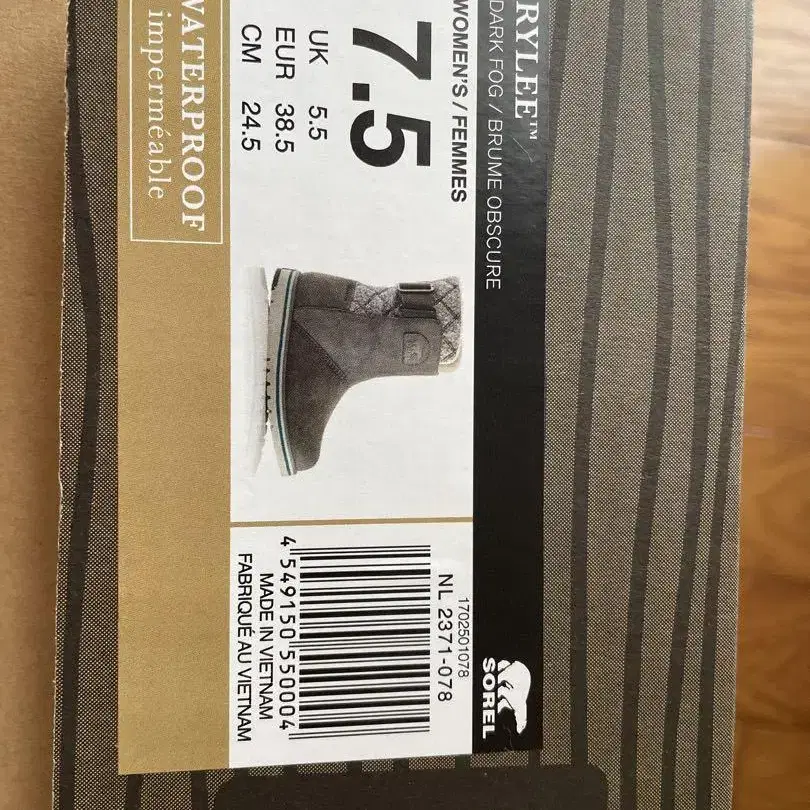 RYLEE™
DARK FOG / BRUME OBSCURE
WOMEN'S / FEMMES
7.5
UK 5.5
EUR 38.5
CM 24.5
WATERPROOF
imperméable
SOREL
1702501078
NL 2371-078
4 549150 550004
MADE IN VIETNAM
FABRIQUÉ AU VIETNAM